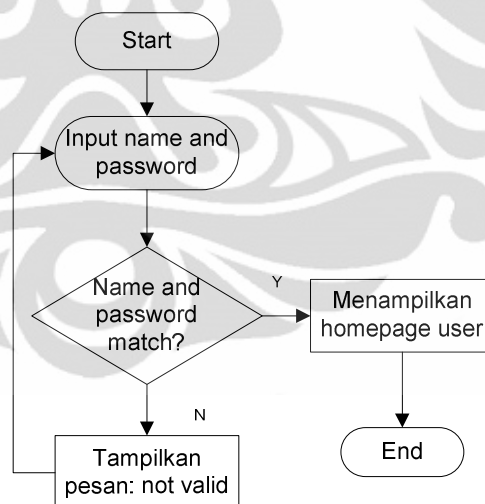 Start
Input name and
password
Name and
password
match?
Y
Menampilkan
homepage user
N
Tampilkan
pesan: not valid
End